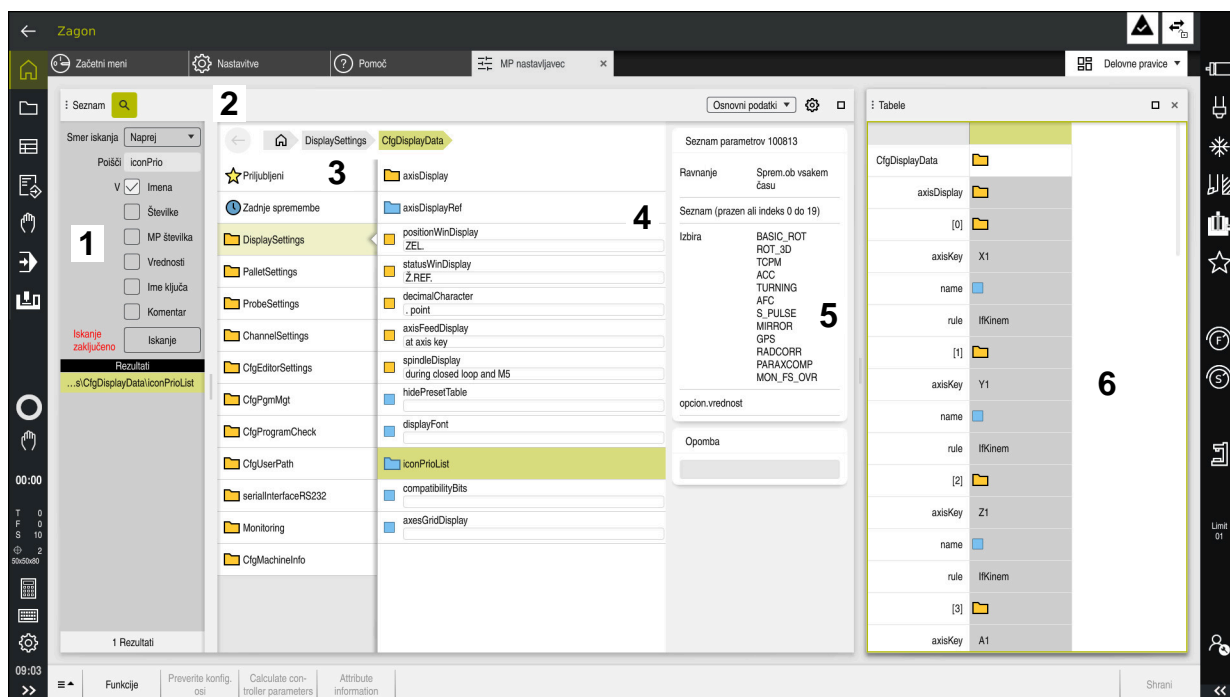 Zagon
Začetni meni
Nastavitve
Pomoč
MP nastavljavec
Delovne pravice
Seznam
2
Osnovni podatki
Tabele
Smer iskanja
Naprej
Poišči
iconPrio
V
Imena
Številke
1
MP številka
Vrednosti
Ime ključa
Komentar
Iskanje zaključeno
Iskanje
Rezultati
...s\CfgDisplayData\iconPrioList
1 Rezultati
DisplaySettings
CfgDisplayData
3
Priljubljeni
Zadnje spremembe
DisplaySettings
PalletSettings
ProbeSettings
ChannelSettings
CfgEditorSettings
CfgPgmMgt
CfgProgramCheck
CfgUserPath
serialInterfaceRS232
Monitoring
CfgMachineInfo
axisDisplay
axisDisplayRef
4
positionWinDisplay
ZEL.
statusWinDisplay
Ž.REF.
decimalCharacter
. point
axisFeedDisplay
at axis key
spindleDisplay
during closed loop and M5
hidePresetTable
displayFont
iconPrioList
compatibilityBits
axesGridDisplay
Seznam parametrov 100813
Ravnanje
Sprem.ob vsakem
času
Seznam (prazen ali indeks 0 do 19)
Izbira
BASIC_ROT
ROT_3D
TCPM
ACC
TURNING
AFC
S_PULSE
MIRROR
GPS
RADCORR
PARAXCOMP
MON_FS_OVR
5
opcion.vrednost
Opomba
CfgDisplayData
axisDisplay
[0]
axisKey X1
name
rule IfKinem
[1]
axisKey Y1
name
rule IfKinem
[2]
axisKey Z1
name
rule IfKinem
[3]
axisKey A1
6
00:00
T 0
F 0
S 10
2
50x50x80
09:03
F
S
Limit
01
Funkcije
Preverite konfig.
osi
Calculate con-
troller parameters
Attribute
information
Shrani